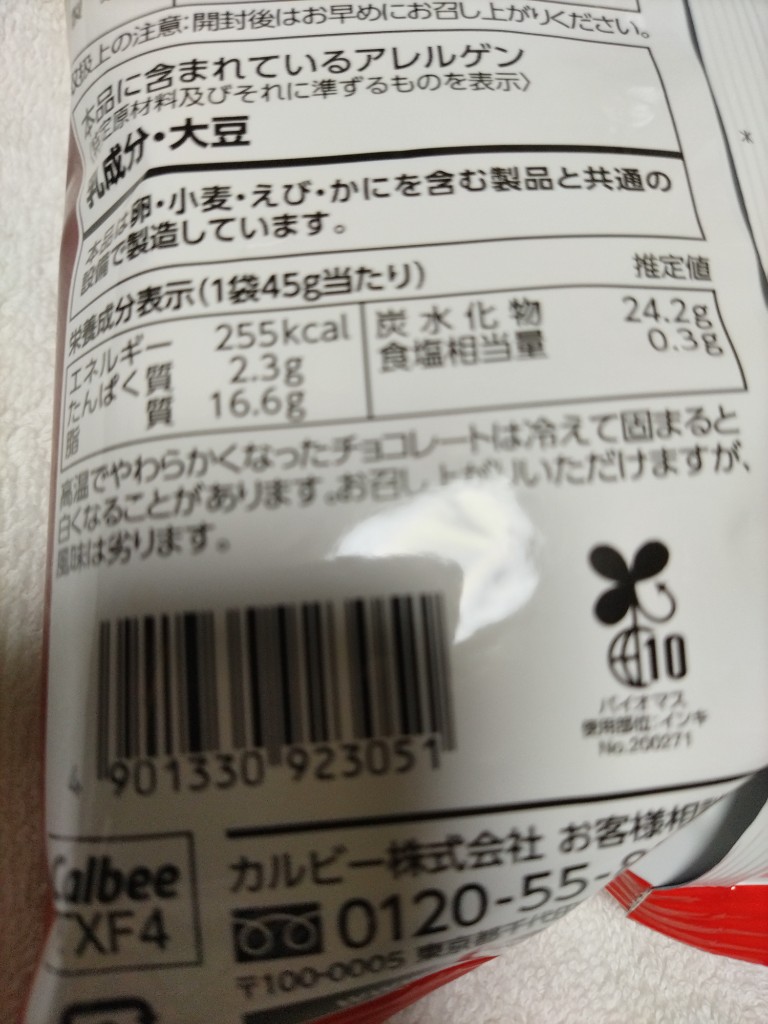 取扱上の注意:開封後はお早めにお召し上がりください。
本品に含まれているアレルゲン
(特定原材料及びそれに準ずるものを表示)
乳成分・大豆
本品は卵・小麦・えび・かにを含む製品と共通の
設備で製造しています。
栄養成分表示(1袋45g当たり) 推定値
エネルギー 255kcal 炭水化物 24.2g
たんぱく質 2.3g 食塩相当量 0.3g
脂質 16.6g
高温でやわらかくなったチョコレートは冷えて固まると
白くなることがあります。お召し上がりいただけますが、
風味は劣ります。
10
バイオマス
使用部位:インキ
No.200271
4 901330 923051
Calbee
XF4
カルビー株式会社 お客様相
0120-55-
〒100-0005 東京都千代田